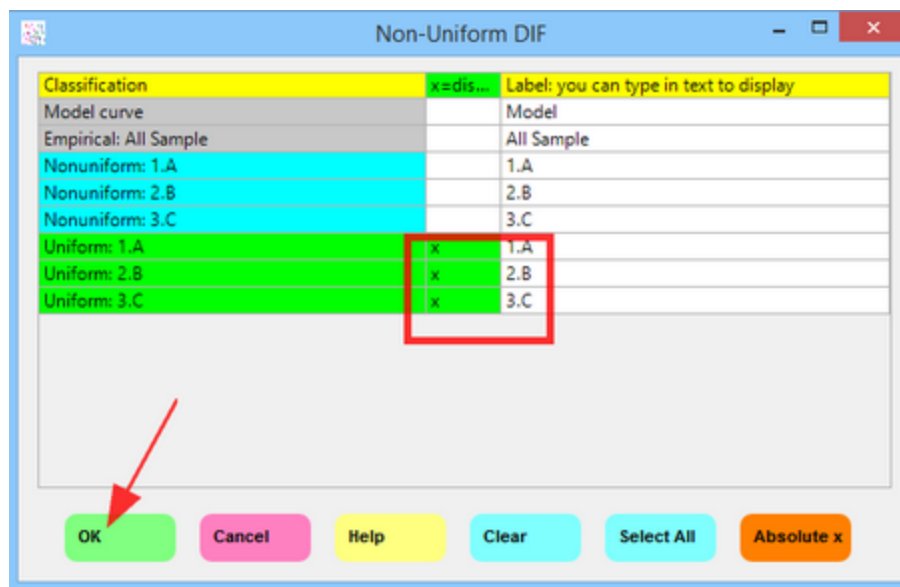 Non-Uniform DIF
Classification x=dis... Label: you can type in text to display
Model curve Model
Empirical: All Sample All Sample
Nonuniform: 1.A 1.A
Nonuniform: 2.B 2.B
Nonuniform: 3.C 3.C
Uniform: 1.A x 1.A
Uniform: 2.B x 2.B
Uniform: 3.C x 3.C
OK Cancel Help Clear Select All Absolute x